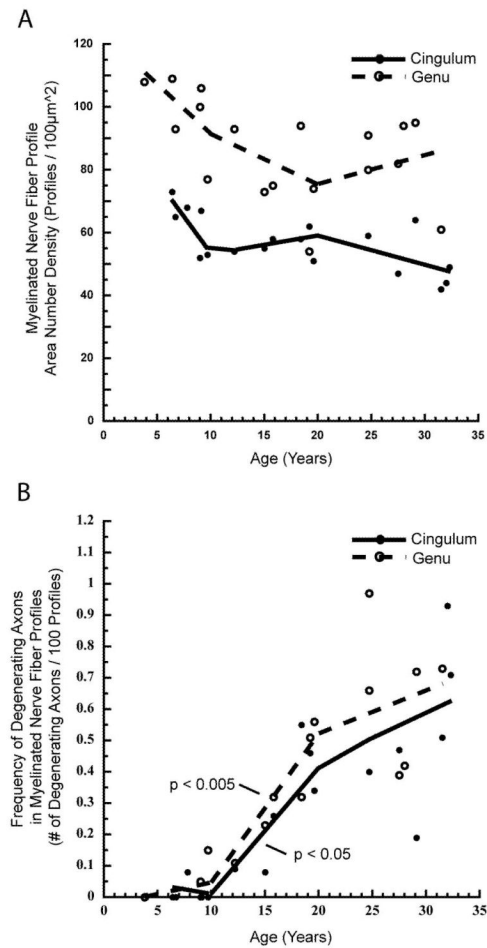 A
Myelinated Nerve Fiber Profile
Area Number Density (Profiles / 100µm^2)
120
100
80
60
40
20
0
Cingulum
Genu
0 5 10 15 20 25 30 35
Age (Years)
B
Frequency of Degenerating Axons
in Myelinated Nerve Fiber Profiles
(# of Degenerating Axons / 100 Profiles)
1.2
1.1
1
0.9
0.8
0.7
0.6
0.5
0.4
0.3
0.2
0.1
0
Cingulum
Genu
p < 0.005
p < 0.05
0 5 10 15 20 25 30 35
Age (Years)